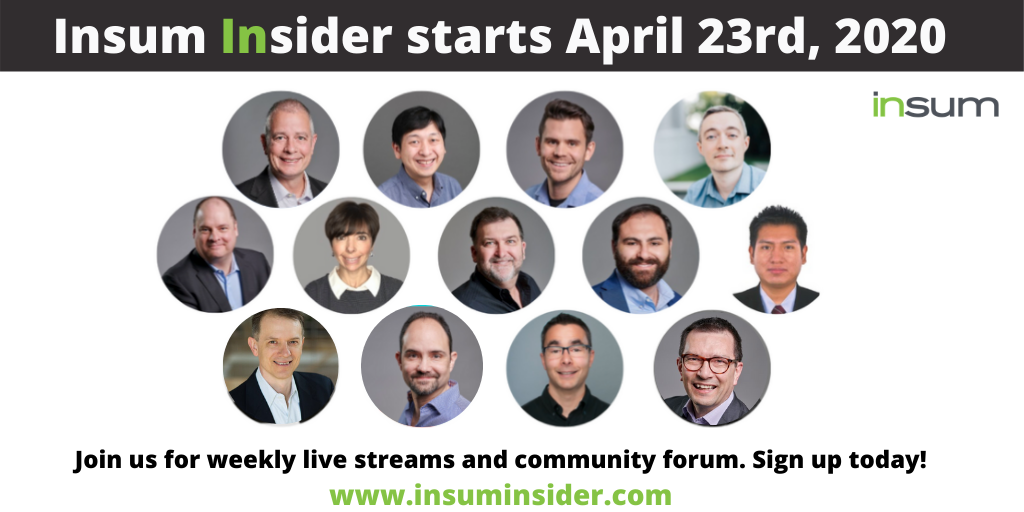 Insum Insider starts April 23rd, 2020
insum
Join us for weekly live streams and community forum. Sign up today!
www.insuminsider.com